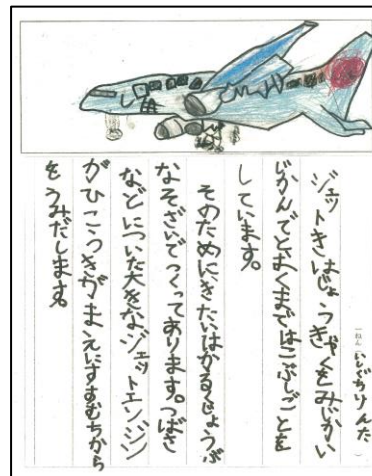 一ねん（いしぐちりんた）
ジェットきはじょうきゃくをみじかい
じかんでとおくまではこぶしごとを
しています。
そのためにきたいはかるくじょうぶ
なそざいでつくってあります。つばさ
などについた大きなジェットエンジン
がひこうきがまえにすすむちから
をうみだします。